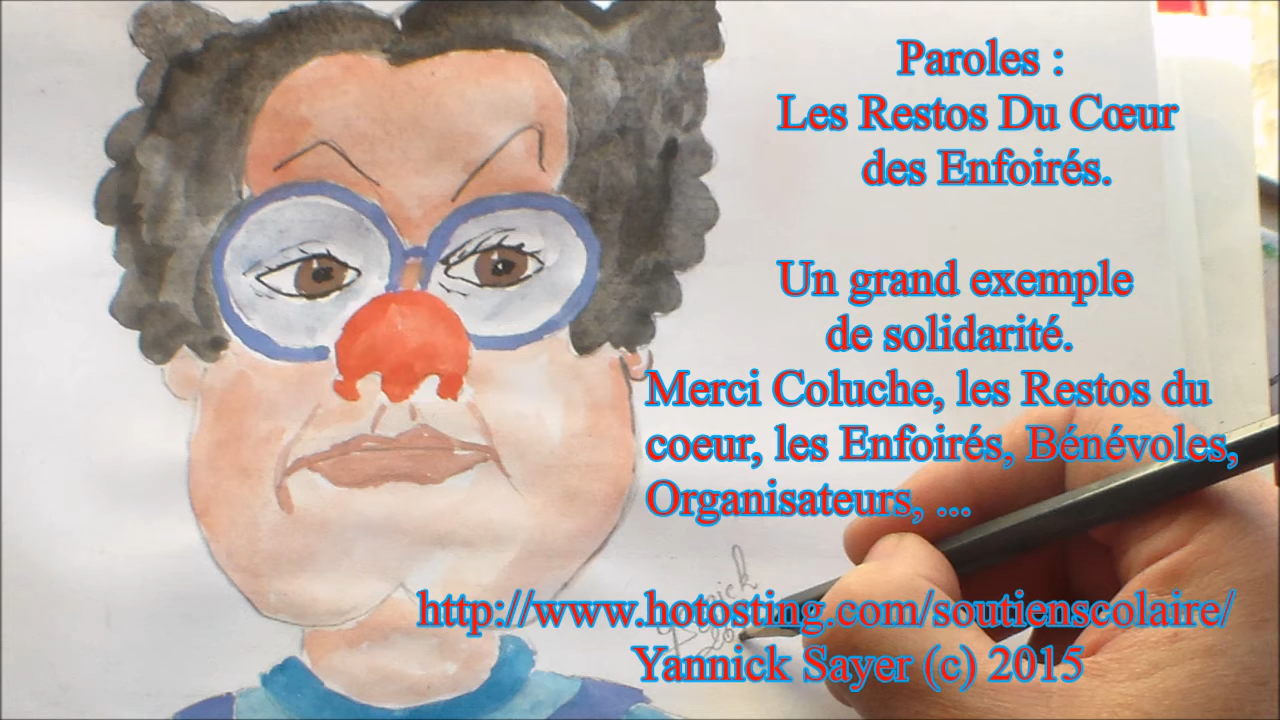 Paroles :
Les Restos Du Cœur
des Enfoirés.
Un grand exemple
de solidarité.
Merci Coluche, les Restos du
coeur, les Enfoirés, Bénévoles,
Organisateurs, ...
http://www.hotosting.com/soutienscolaire/
Yannick Sayer (c) 2015